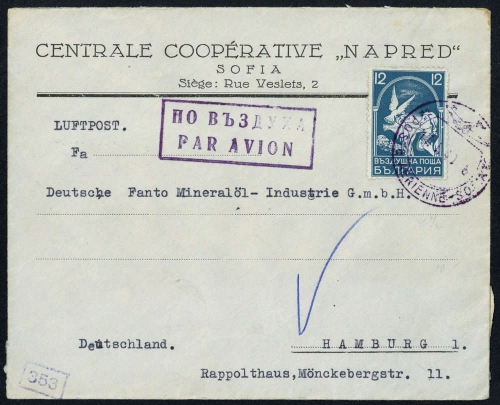 CENTRALE COOPÉRATIVE „NAPRED“
SOFIA
Siège: Rue Veslets, 2
12 12
ВЪЗДУШНА ПОЩА
БЪЛГАРИЯ
ПО ВЪЗДУХА
PAR AVION
LUFTPOST.
Fa
Deutsche Fanto Mineralöl- Industrie G.m.b.H.
Deutschland. HAMBURG 1.
Rappolthaus,Mönckebergstr. 11.
353